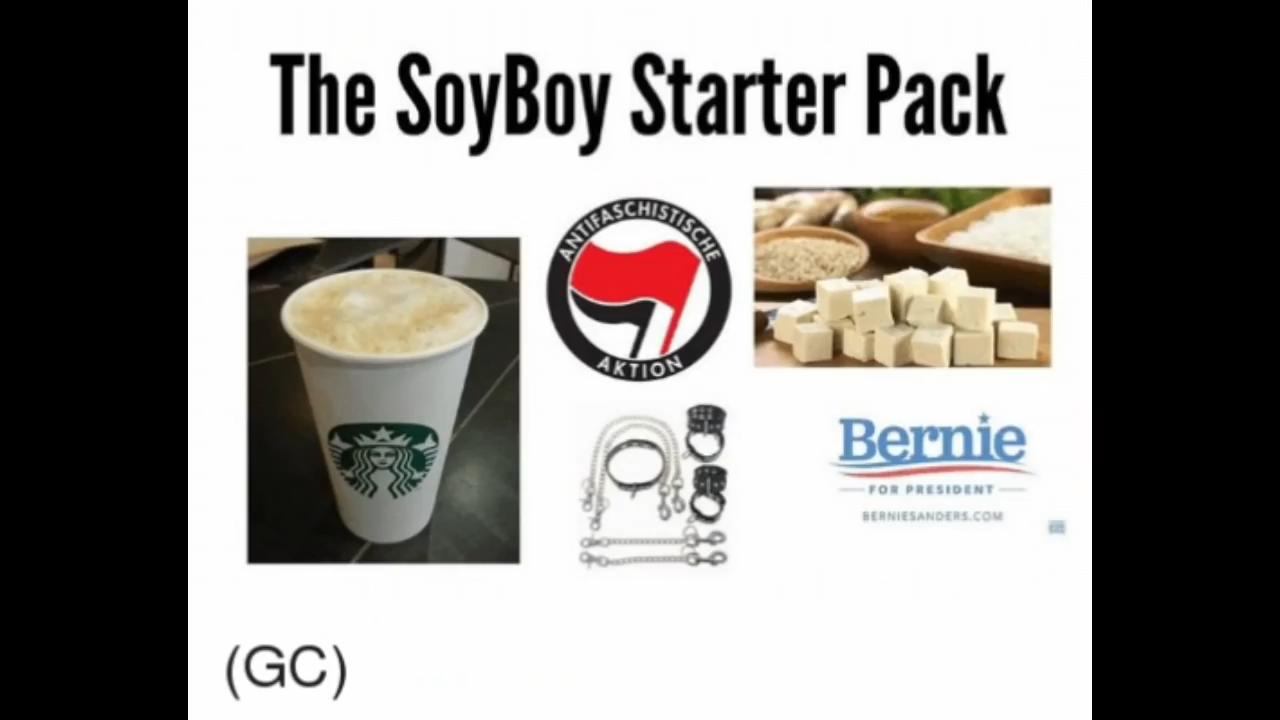 The SoyBoy Starter Pack
ANTIFASCHISTISCHE
AKTION
Bernie
FOR PRESIDENT
BERNIESANDERS.COM
(GC)